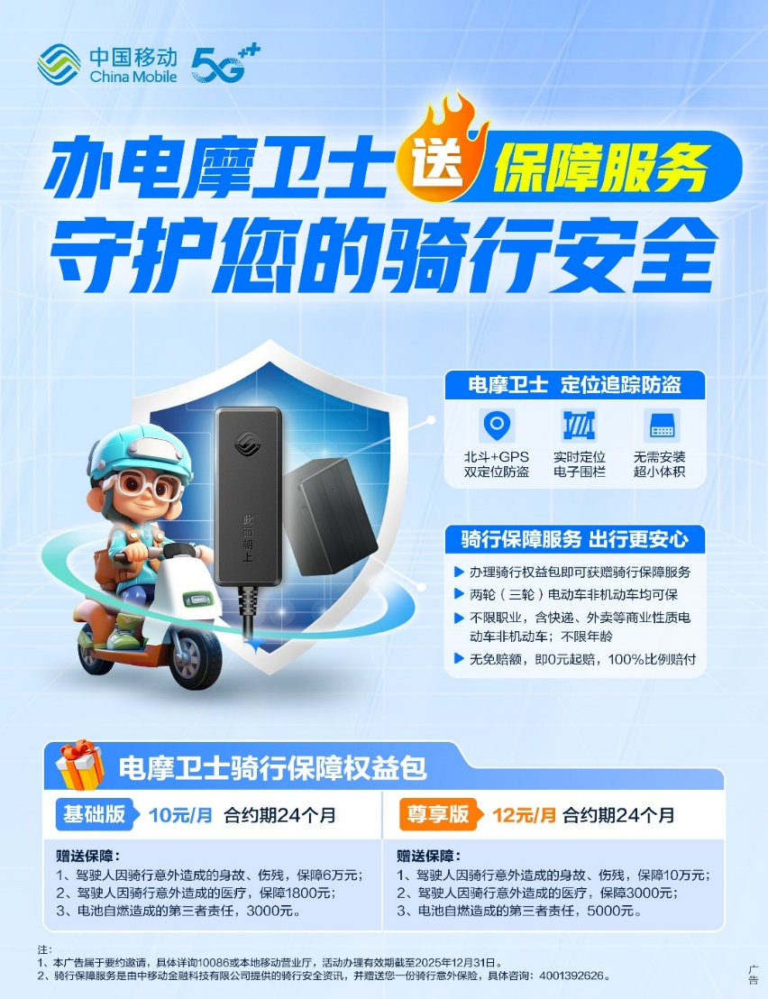 中国移动
China Mobile
5G++
办电摩卫士送保障服务
守护您的骑行安全
此面朝上
电摩卫士 定位追踪防盗
北斗+GPS
双定位防盗
实时定位
电子围栏
无需安装
超小体积
骑行保障服务 出行更安心
办理骑行权益包即可获赠骑行保障服务
两轮（三轮）电动车非机动车均可保
不限职业，含快递、外卖等商业性质电
动车非机动车；不限年龄
无免赔额，即0元起赔，100%比例赔付
电摩卫士骑行保障权益包
基础版 10元/月 合约期24个月
赠送保障：
1、驾驶人因骑行意外造成的身故、伤残，保障6万元；
2、驾驶人因骑行意外造成的医疗，保障1800元；
3、电池自燃造成的第三者责任，3000元。
尊享版 12元/月 合约期24个月
赠送保障：
1、驾驶人因骑行意外造成的身故、伤残，保障10万元；
2、驾驶人因骑行意外造成的医疗，保障3000元；
3、电池自燃造成的第三者责任，5000元。
注：
1、本广告属于要约邀请，具体详询10086或本地移动营业厅，活动办理有效期截至2025年12月31日。
2、骑行保障服务是由中移动金融科技有限公司提供的骑行安全资讯，并赠送您一份骑行意外保险，具体咨询：4001392626。
广告